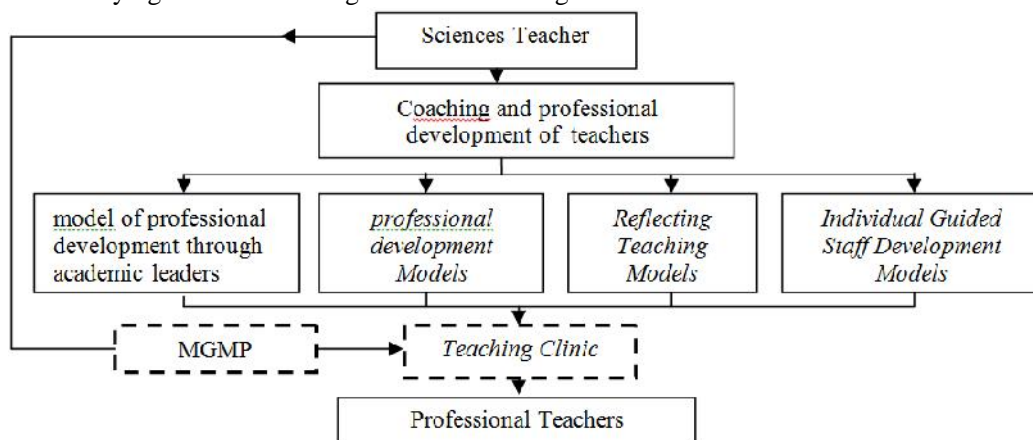 Sciences Teacher
Coaching and professional
development of teachers
model of professional
development through
academic leaders
professional
development Models
Reflecting
Teaching
Models
Individual Guided
Staff Development
Models
MGMP
Teaching Clinic
Professional Teachers